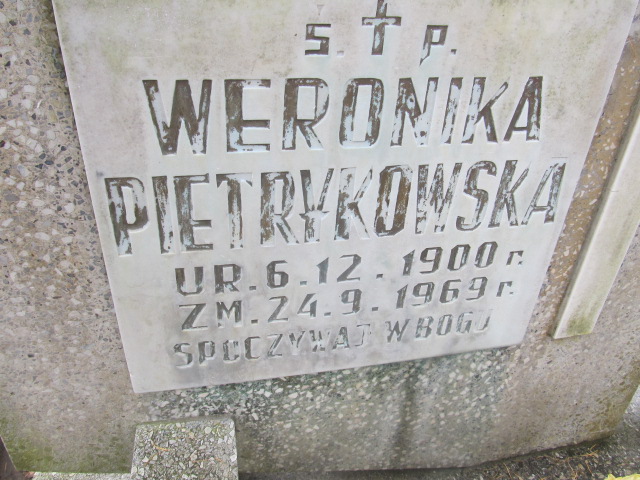 ś. † p.
WERONIKA
PIETRYKOWSKA
UR. 6. 12. 1900 r.
ZM. 24. 9. 1969 r.
SPOCZYWAJ W BOGU